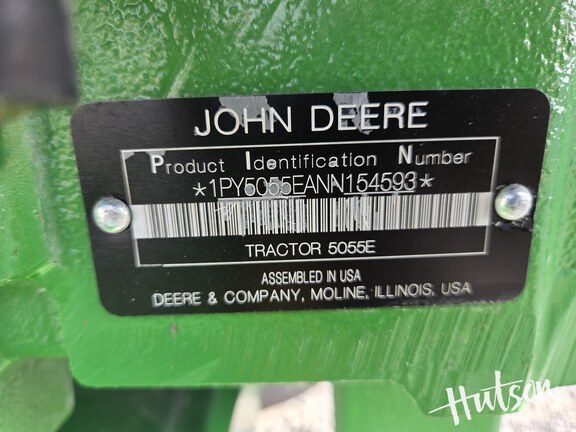 JOHN DEERE
Product Identification Number
*1PY5055EANN154593*
TRACTOR 5055E
ASSEMBLED IN USA
DEERE & COMPANY, MOLINE, ILLINOIS, USA
Hutson